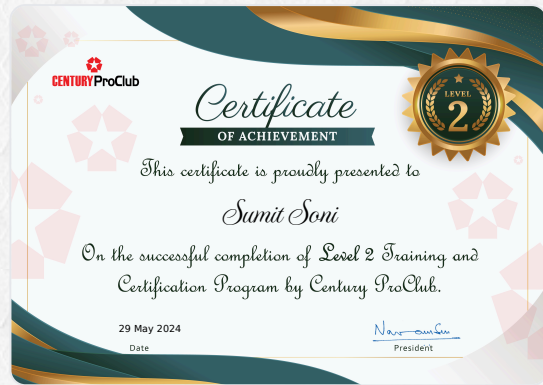 CENTURY ProClub
LEVEL
2
Certificate
OF ACHIEVEMENT
This certificate is proudly presented to
Sumit Soni
On the successful completion of Level 2 Training and
Certification Program by Century ProClub.
29 May 2024
Date
President